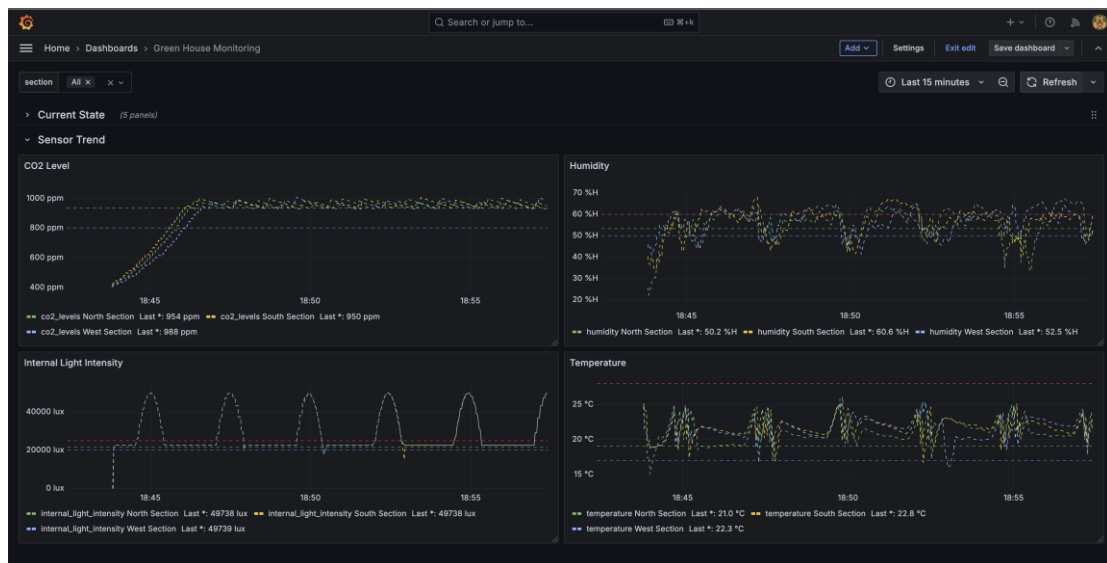 Search or jump to... ⌘+k
Home › Dashboards › Green House Monitoring
Add Settings Exit edit Save dashboard
section All × ×
Last 15 minutes Refresh
Current State (5 panels)
Sensor Trend
CO2 Level
1000 ppm
800 ppm
600 ppm
400 ppm
18:45 18:50 18:55
co2_levels North Section Last *: 954 ppm co2_levels South Section Last *: 950 ppm
co2_levels West Section Last *: 988 ppm
Humidity
70 %H
60 %H
50 %H
40 %H
30 %H
20 %H
18:45 18:50 18:55
humidity North Section Last *: 50.2 %H humidity South Section Last *: 60.6 %H humidity West Section Last *: 52.5 %H
Internal Light Intensity
40000 lux
20000 lux
0 lux
18:45 18:50 18:55
internal_light_intensity North Section Last *: 49738 lux internal_light_intensity South Section Last *: 49738 lux
internal_light_intensity West Section Last *: 49739 lux
Temperature
25 °C
20 °C
15 °C
18:45 18:50 18:55
temperature North Section Last *: 21.0 °C temperature South Section Last *: 22.8 °C
temperature West Section Last *: 22.3 °C